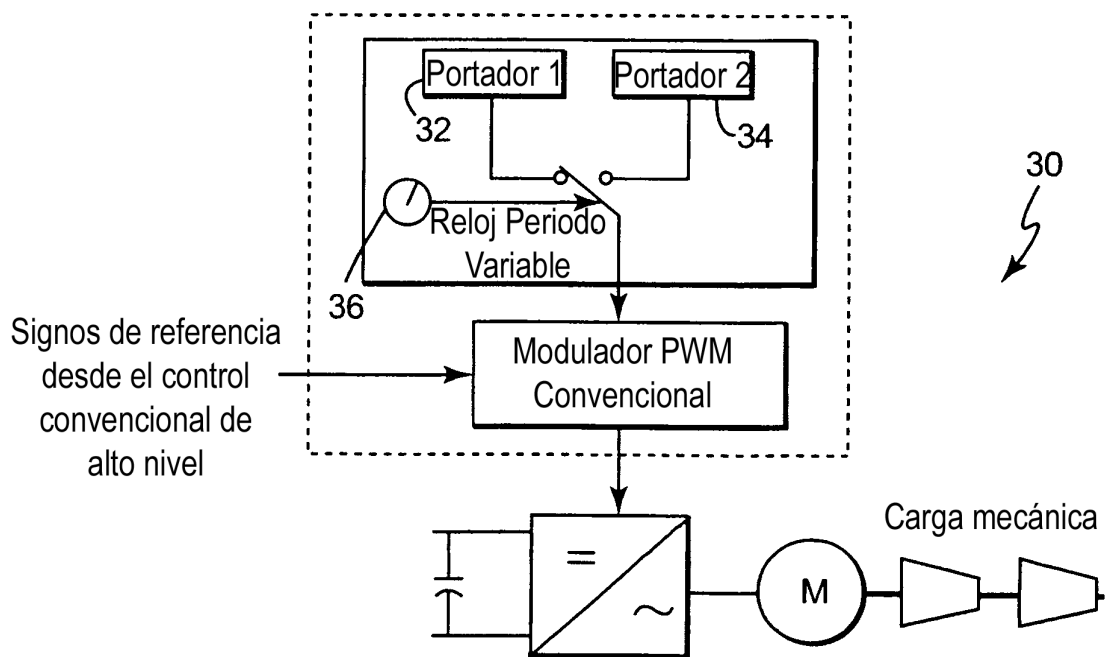 Portador 1
Portador 2
32
34
30
Reloj Periodo
Variable
36
Signos de referencia
desde el control
convencional de
alto nivel
Modulador PWM
Convencional
Carga mecánica
=
~
M